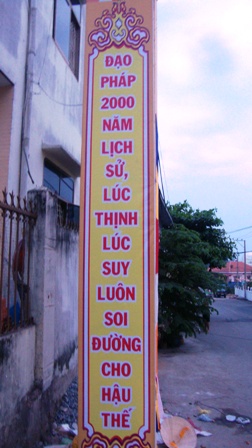 ĐẠO
PHÁP
2000
NĂM
LỊCH
SỬ,
LÚC
THỊNH
LÚC
SUY
LUÔN
SOI
ĐƯỜNG
CHO
HẬU
THẾ